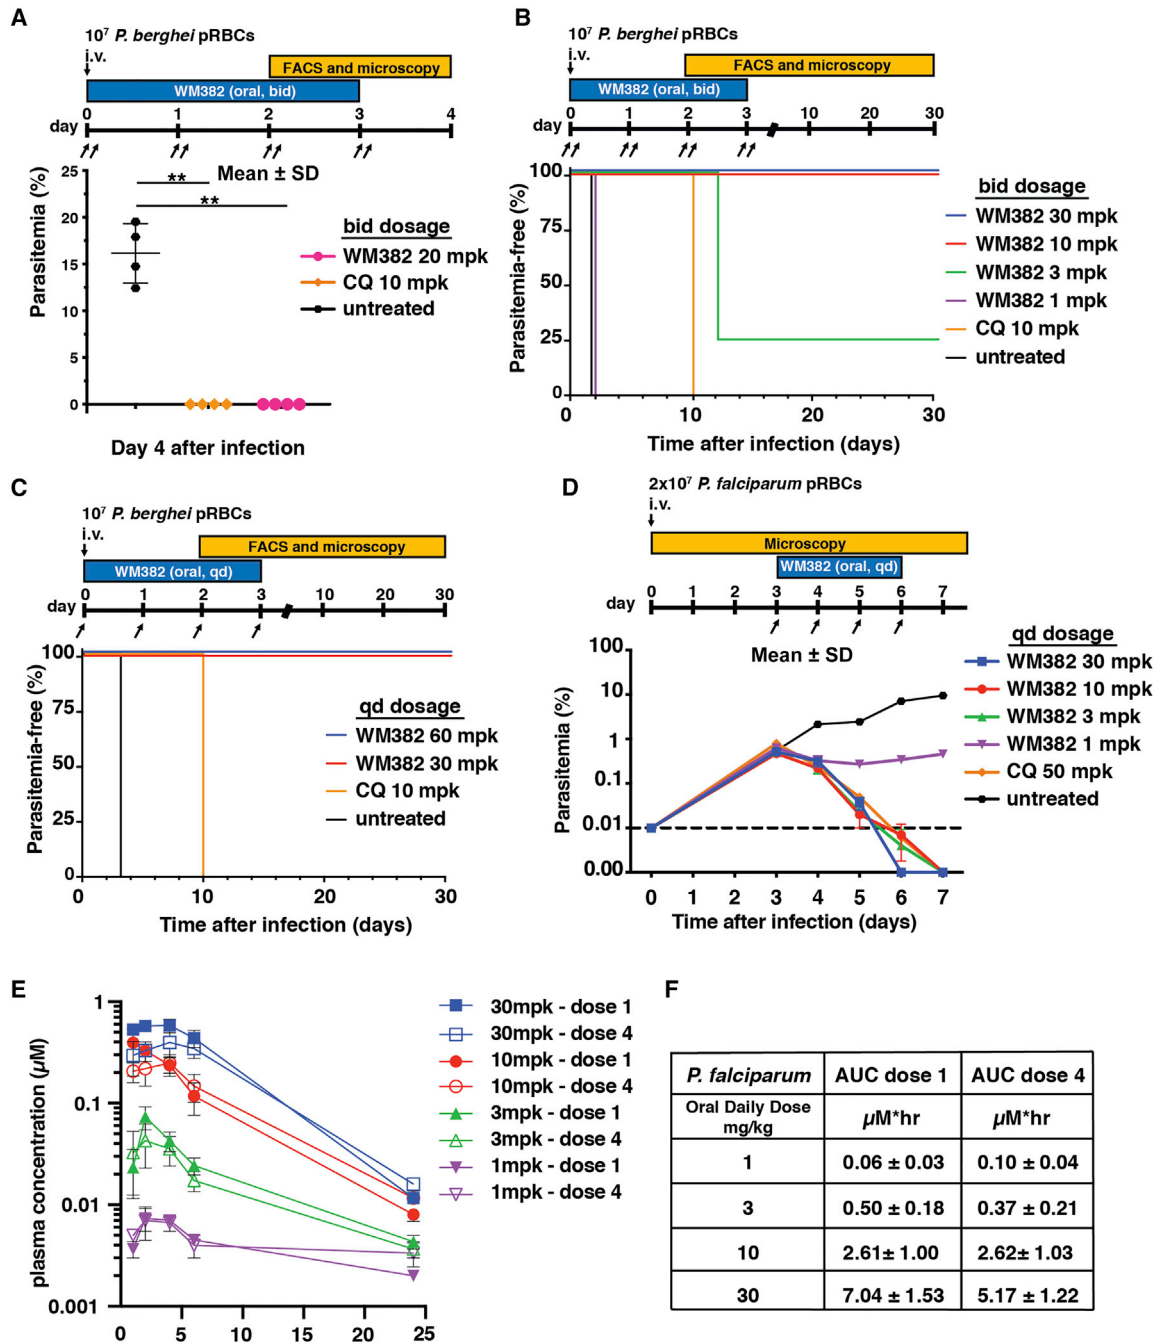 A
10⁷ P. berghei pRBCs
i.v.
FACS and microscopy
WM382 (oral, bid)
0 1 2 3 4
day
25
20
15
10
5
0
Parasitemia (%)
Mean ± SD
**
**
bid dosage
WM382 20 mpk
CQ 10 mpk
untreated
Day 4 after infection
B
10⁷ P. berghei pRBCs
i.v.
FACS and microscopy
WM382 (oral, bid)
0 1 2 3 10 20 30
day
100
75
50
25
0
Parasitemia-free (%)
0 10 20 30
Time after infection (days)
bid dosage
WM382 30 mpk
WM382 10 mpk
WM382 3 mpk
WM382 1 mpk
CQ 10 mpk
untreated
C
10⁷ P. berghei pRBCs
i.v.
FACS and microscopy
WM382 (oral, qd)
0 1 2 3 10 20 30
day
100
75
50
25
0
Parasitemia-free (%)
qd dosage
WM382 60 mpk
WM382 30 mpk
CQ 10 mpk
untreated
0 10 20 30
Time after infection (days)
D
2x10⁷ P. falciparum pRBCs
i.v.
Microscopy
WM382 (oral, qd)
0 1 2 3 4 5 6 7
day
Mean ± SD
100
10
1
0.1
0.01
0.00
Parasitemia (%)
0 1 2 3 4 5 6 7
Time after infection (days)
qd dosage
WM382 30 mpk
WM382 10 mpk
WM382 3 mpk
WM382 1 mpk
CQ 50 mpk
untreated
E
1
0.1
0.01
0.001
plasma concentration (µM)
0 5 10 15 20 25
30mpk - dose 1
30mpk - dose 4
10mpk - dose 1
10mpk - dose 4
3mpk - dose 1
3mpk - dose 4
1mpk - dose 1
1mpk - dose 4
F
P. falciparum AUC dose 1 AUC dose 4
Oral Daily Dose
mg/kg µM*hr µM*hr
1 0.06 ± 0.03 0.10 ± 0.04
3 0.50 ± 0.18 0.37 ± 0.21
10 2.61± 1.00 2.62± 1.03
30 7.04 ± 1.53 5.17 ± 1.22